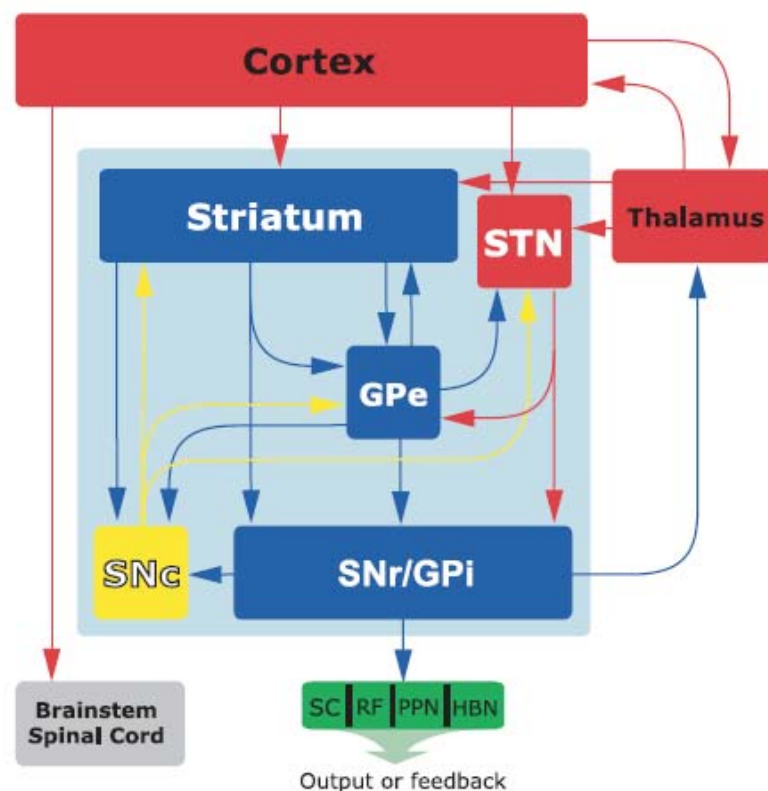 Cortex
Striatum
STN
Thalamus
GPe
SNc
SNr/GPi
Brainstem
Spinal Cord
SC RF PPN HBN
Output or feedback